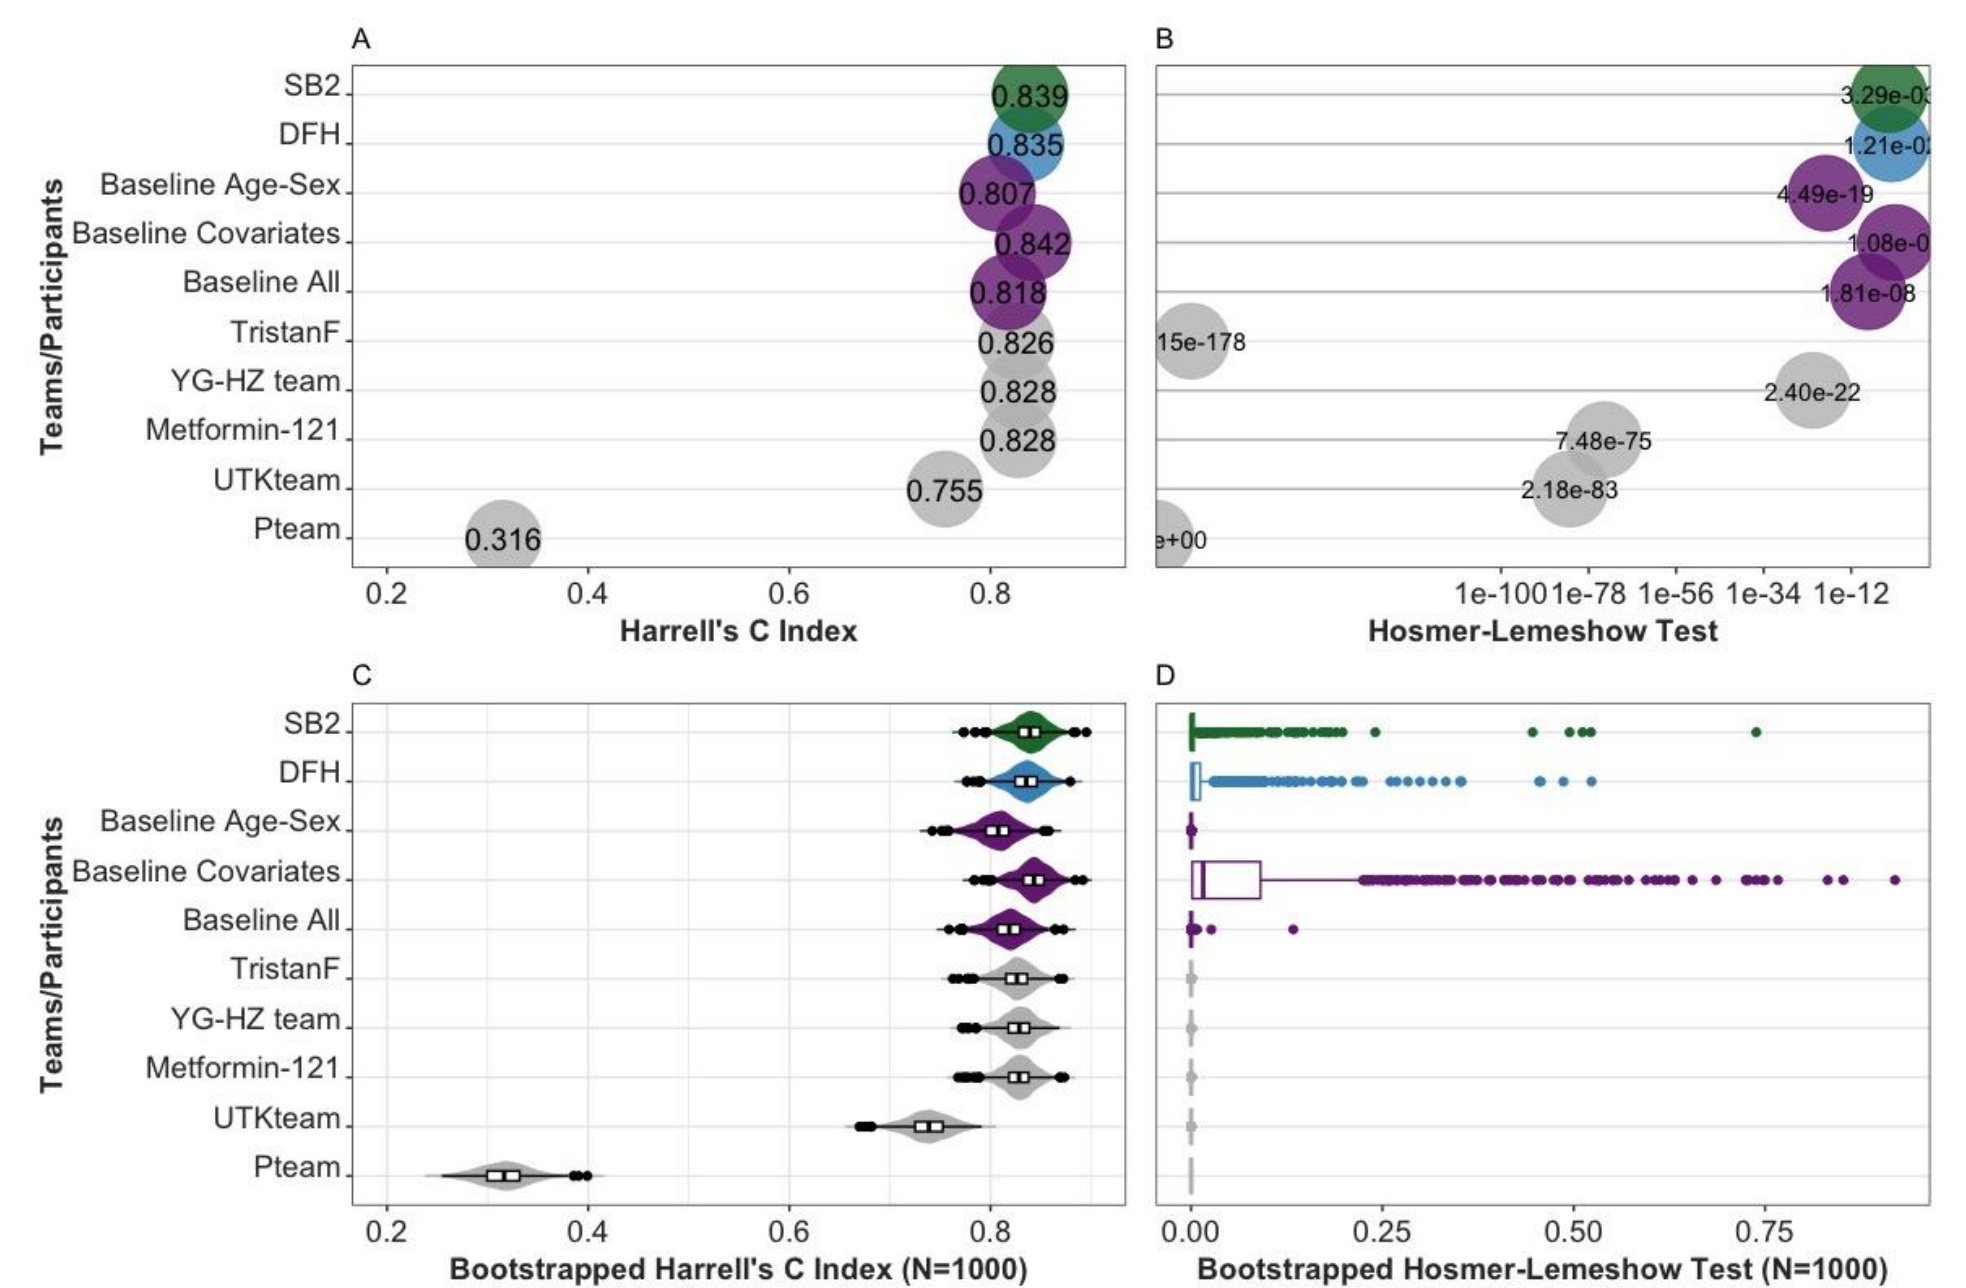 A
B
SB2
0.839
3.29e-03
DFH
0.835
1.21e-02
Baseline Age-Sex
0.807
4.49e-19
Baseline Covariates
0.842
1.08e-0
Baseline All
0.818
1.81e-08
TristanF
0.826
15e-178
YG-HZ team
0.828
2.40e-22
Metformin-121
0.828
7.48e-75
UTKteam
0.755
2.18e-83
Pteam
0.316
e+00
Teams/Participants
0.2 0.4 0.6 0.8
1e-100 1e-78 1e-56 1e-34 1e-12
Harrell's C Index
Hosmer-Lemeshow Test
C
D
SB2
DFH
Baseline Age-Sex
Baseline Covariates
Baseline All
TristanF
YG-HZ team
Metformin-121
UTKteam
Pteam
Teams/Participants
0.2 0.4 0.6 0.8
0.00 0.25 0.50 0.75
Bootstrapped Harrell's C Index (N=1000)
Bootstrapped Hosmer-Lemeshow Test (N=1000)